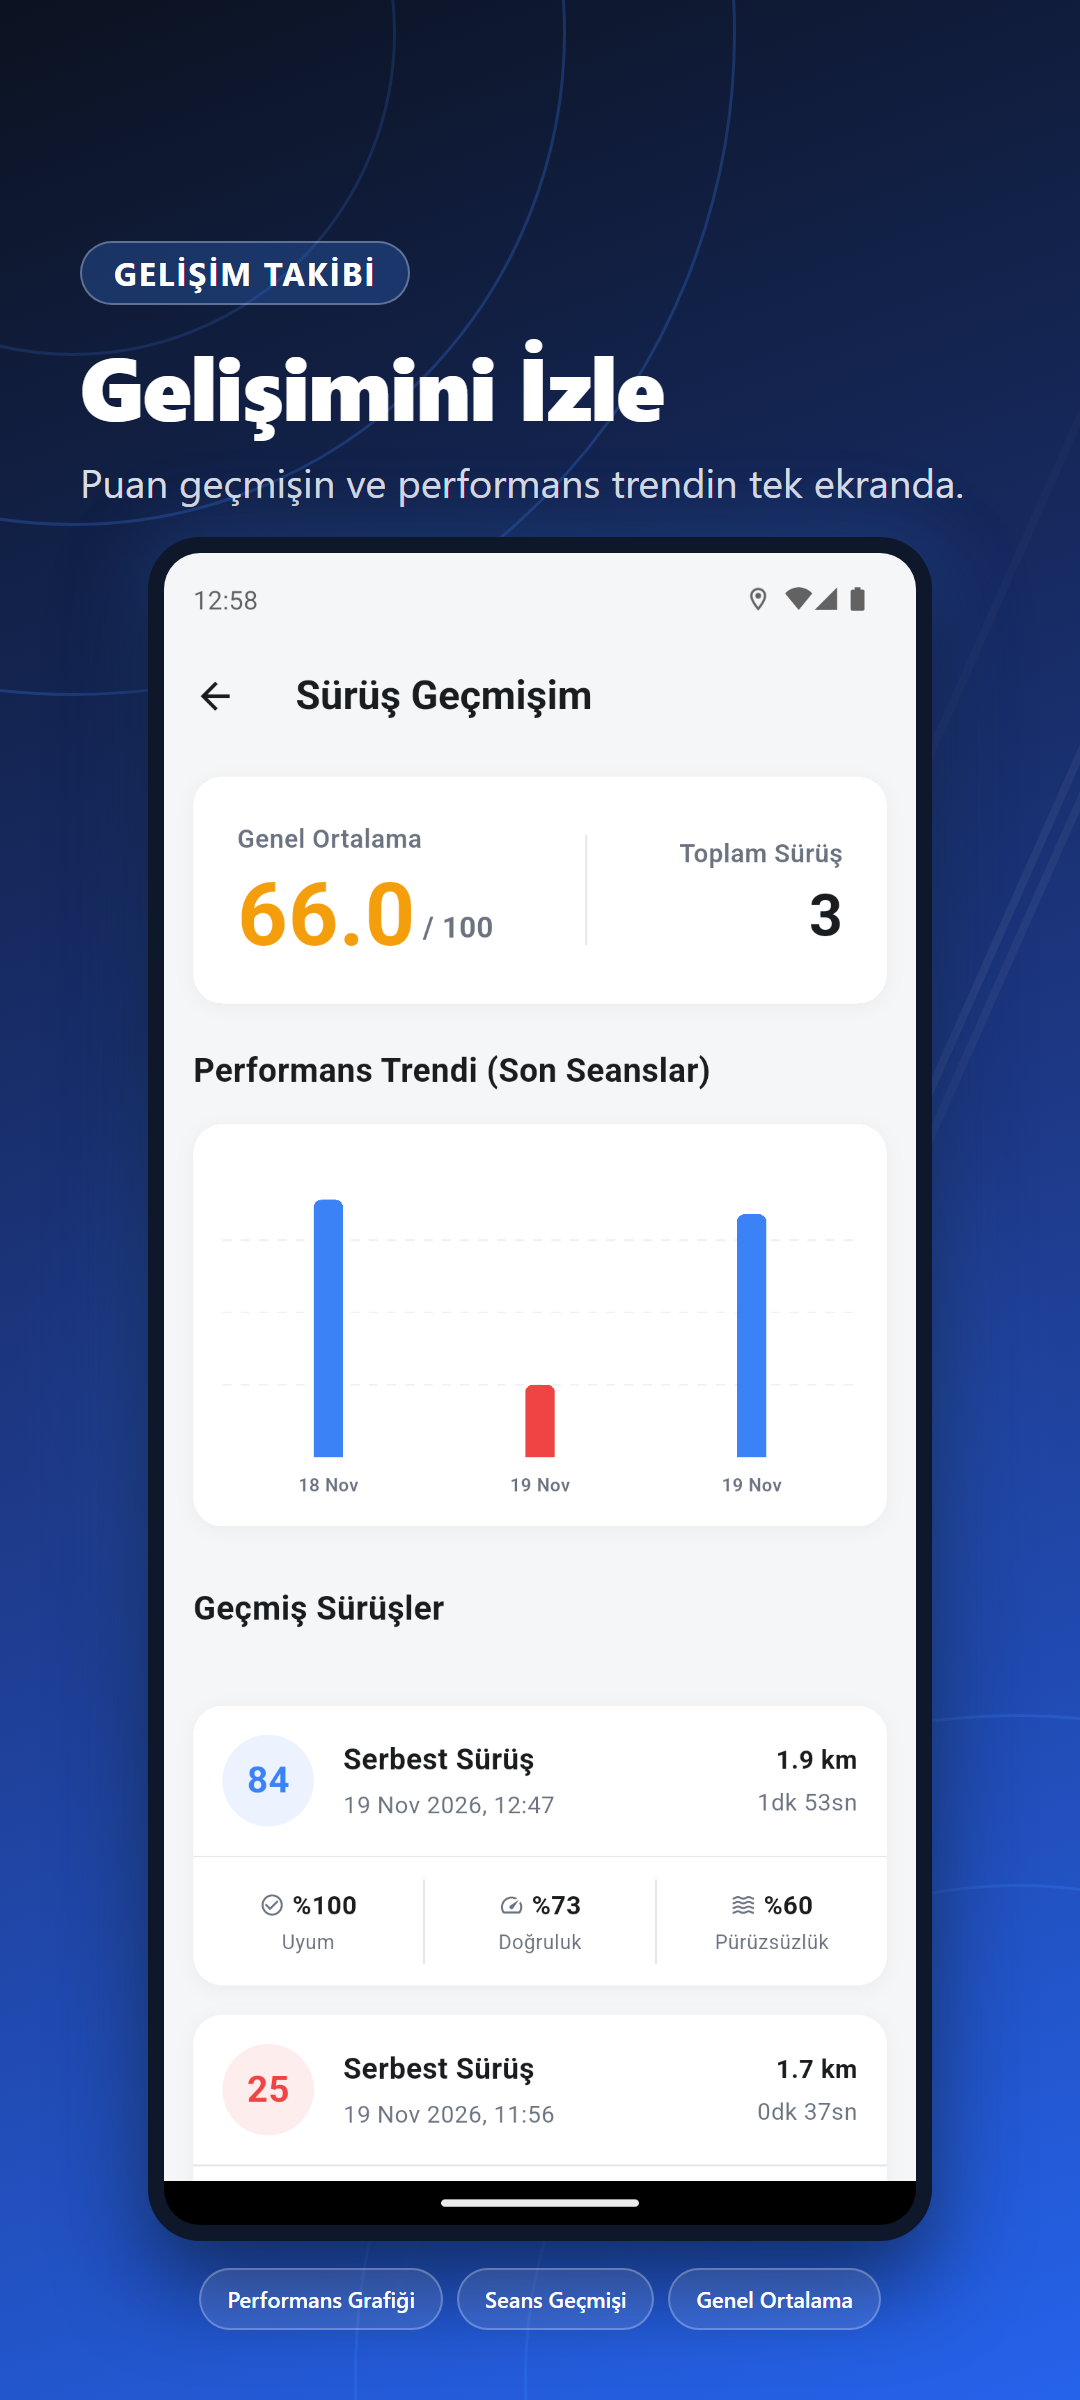 GELİŞİM TAKİBİ
Gelişimini İzle
Puan geçmişin ve performans trendin tek ekranda.
12:58
Sürüş Geçmişim
Genel Ortalama
66.0 / 100
Toplam Sürüş
3
Performans Trendi (Son Seanslar)
18 Nov
19 Nov
19 Nov
Geçmiş Sürüşler
84
Serbest Sürüş
19 Nov 2026, 12:47
1.9 km
1dk 53sn
%100
Uyum
%73
Doğruluk
%60
Pürüzsüzlük
25
Serbest Sürüş
19 Nov 2026, 11:56
1.7 km
0dk 37sn
Performans Grafiği
Seans Geçmişi
Genel Ortalama